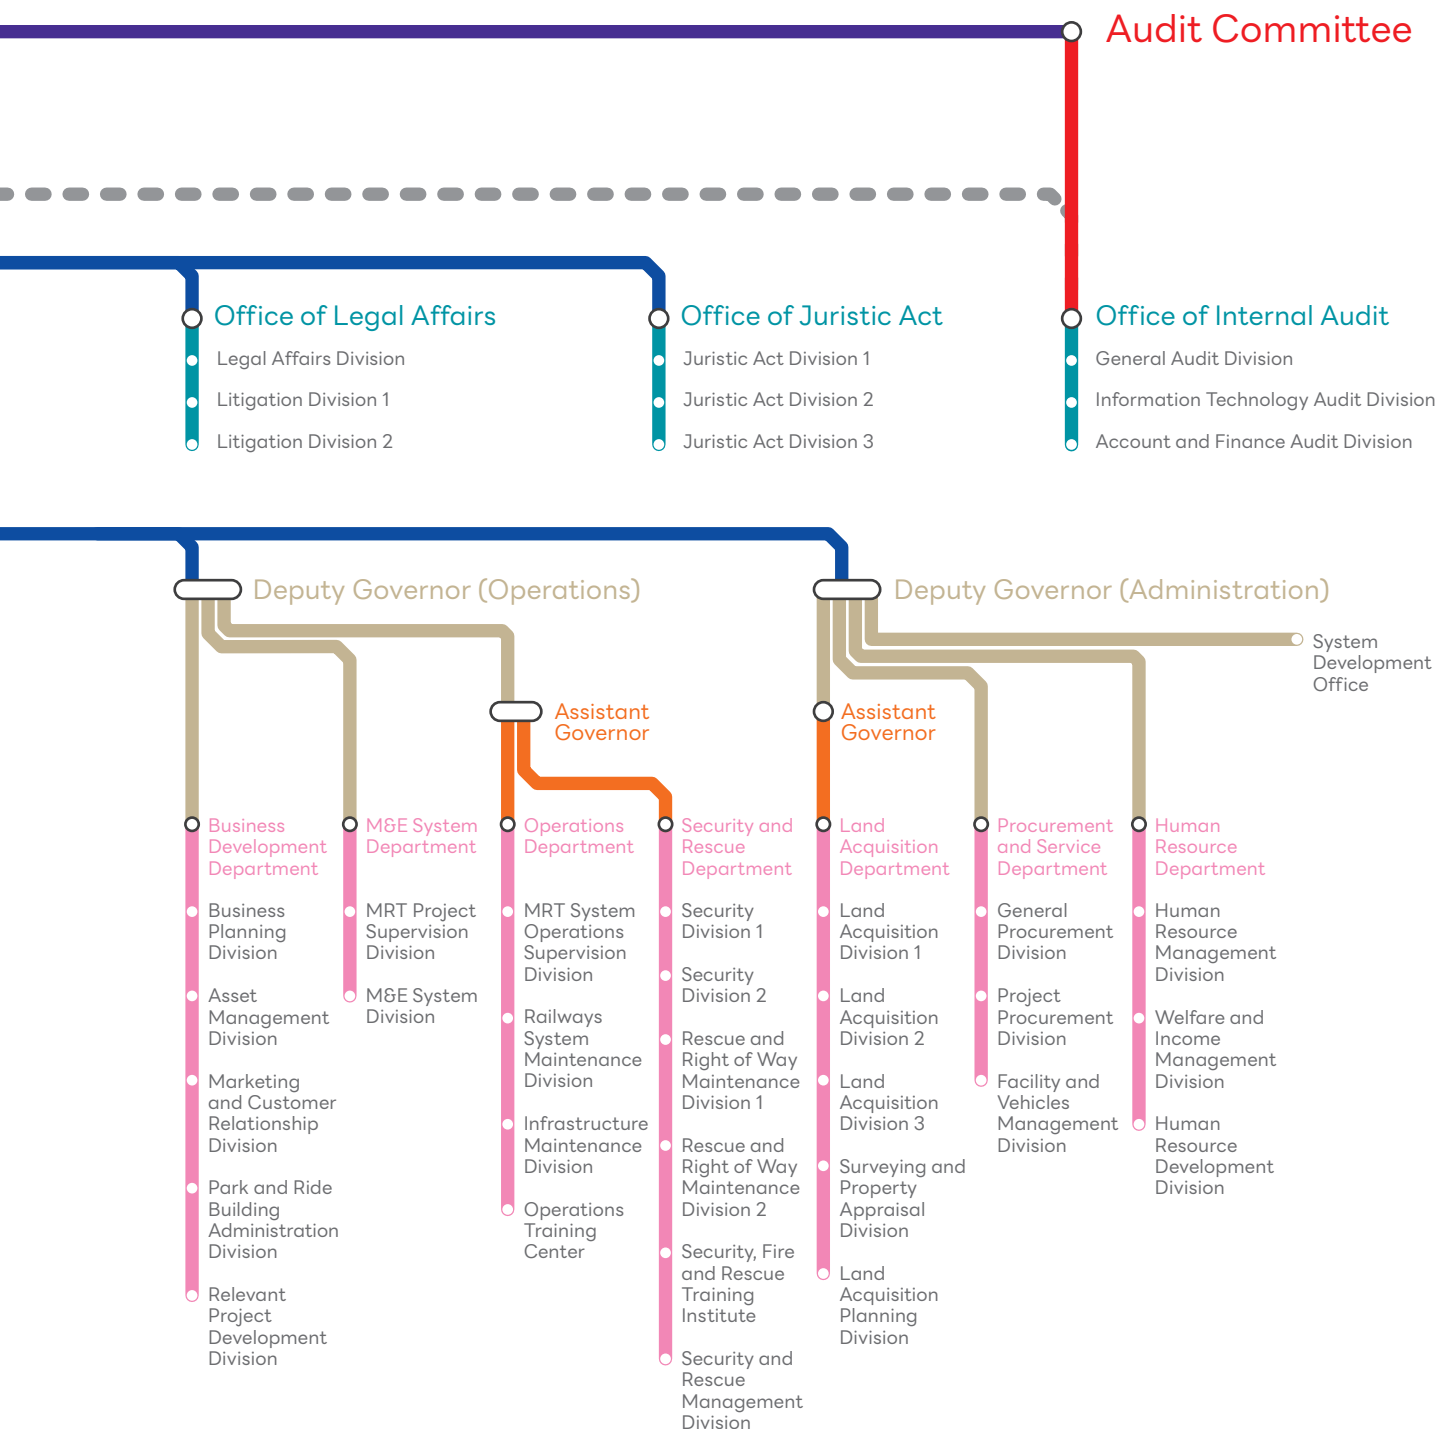 Audit Committee
Office of Legal Affairs
Legal Affairs Division
Litigation Division 1
Litigation Division 2
Office of Juristic Act
Juristic Act Division 1
Juristic Act Division 2
Juristic Act Division 3
Office of Internal Audit
General Audit Division
Information Technology Audit Division
Account and Finance Audit Division
Deputy Governor (Operations)
Deputy Governor (Administration)
System
Development
Office
Assistant
Governor
Assistant
Governor
Business
Development
Department
Business
Planning
Division
Asset
Management
Division
Marketing
and Customer
Relationship
Division
Park and Ride
Building
Administration
Division
Relevant
Project
Development
Division
M&E System
Department
MRT Project
Supervision
Division
M&E System
Division
Operations
Department
MRT System
Operations
Supervision
Division
Railways
System
Maintenance
Division
Infrastructure
Maintenance
Division
Operations
Training
Center
Security and
Rescue
Department
Security
Division 1
Security
Division 2
Rescue and
Right of Way
Maintenance
Division 1
Rescue and
Right of Way
Maintenance
Division 2
Security, Fire
and Rescue
Training
Institute
Security and
Rescue
Management
Division
Land
Acquisition
Department
Land
Acquisition
Division 1
Land
Acquisition
Division 2
Land
Acquisition
Division 3
Surveying and
Property
Appraisal
Division
Land
Acquisition
Planning
Division
Procurement
and Service
Department
General
Procurement
Division
Project
Procurement
Division
Facility and
Vehicles
Management
Division
Human
Resource
Department
Human
Resource
Management
Division
Welfare and
Income
Management
Division
Human
Resource
Development
Division